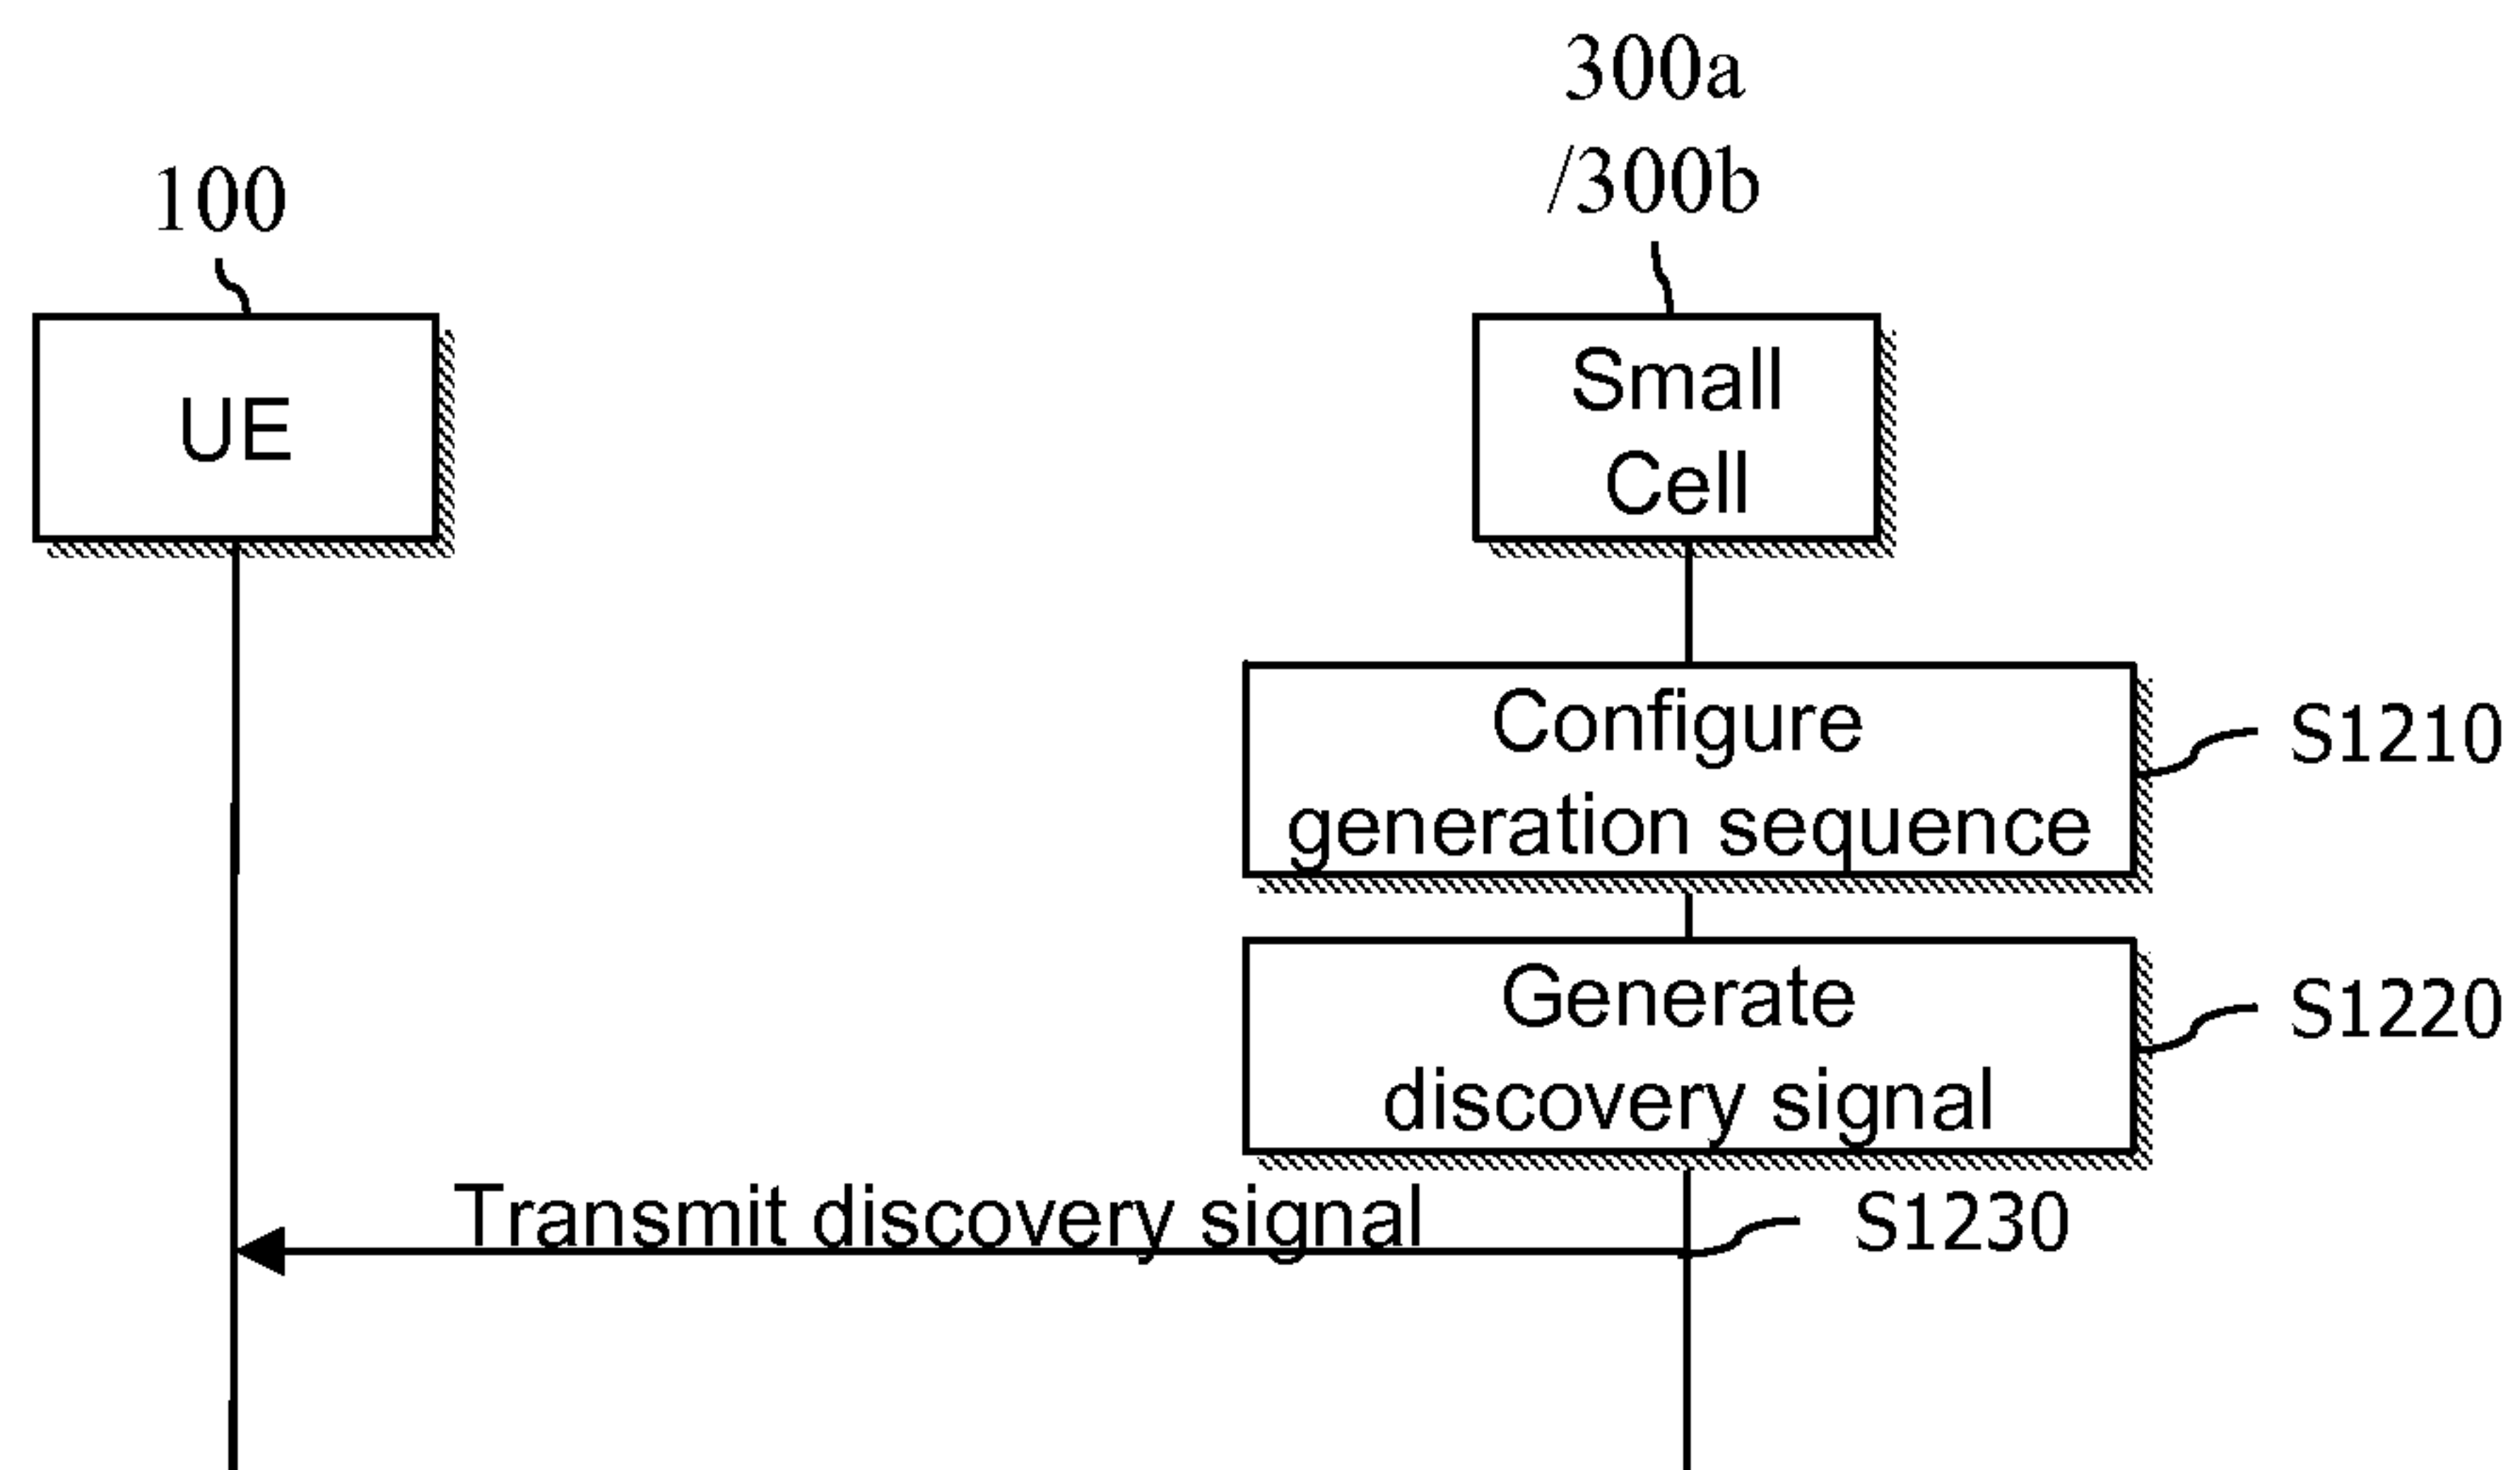 300a
/300b
100
UE
Small
Cell
Configure
generation sequence
S1210
Generate
discovery signal
S1220
Transmit discovery signal
S1230